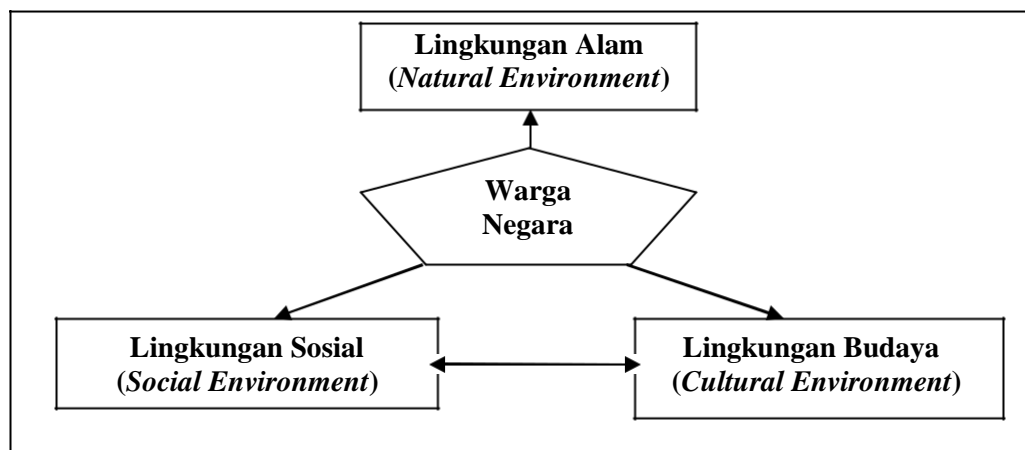 Lingkungan Alam
(Natural Environment)
Warga
Negara
Lingkungan Sosial
(Social Environment)
Lingkungan Budaya
(Cultural Environment)